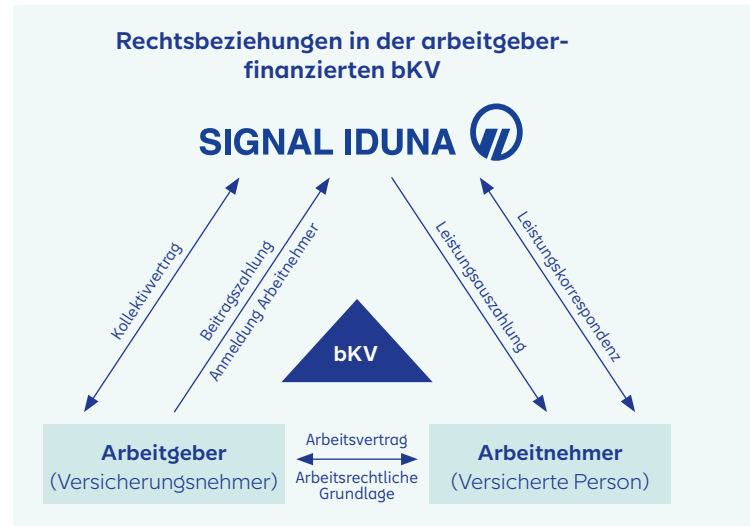 Rechtsbeziehungen in der arbeitgeber-
finanzierten bKV
SIGNAL IDUNA
Kollektivvertrag
Beitragszahlung
Anmeldung Arbeitnehmer
Leistungsauszahlung
Leistungskorrespondenz
bKV
Arbeitgeber
(Versicherungsnehmer)
Arbeitsvertrag
Arbeitsrechtliche
Grundlage
Arbeitnehmer
(Versicherte Person)